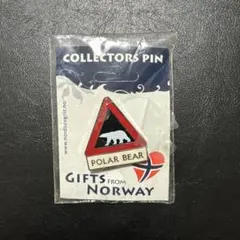 COLLECTORS PIN
POLAR BEAR
GIFTS FROM
NORWAY